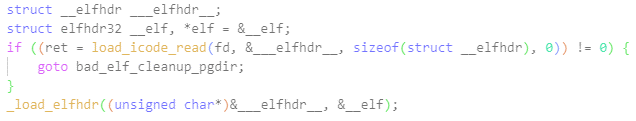 struct __elfhdr ___elfhdr__;
struct elfhdr32 __elf, *elf = &__elf;
if ((ret = load_icode_read(fd, &___elfhdr__, sizeof(struct __elfhdr), 0)) != 0) {
    goto bad_elf_cleanup_pgdir;
}
_load_elfhdr((unsigned char*)&___elfhdr__, &__elf);